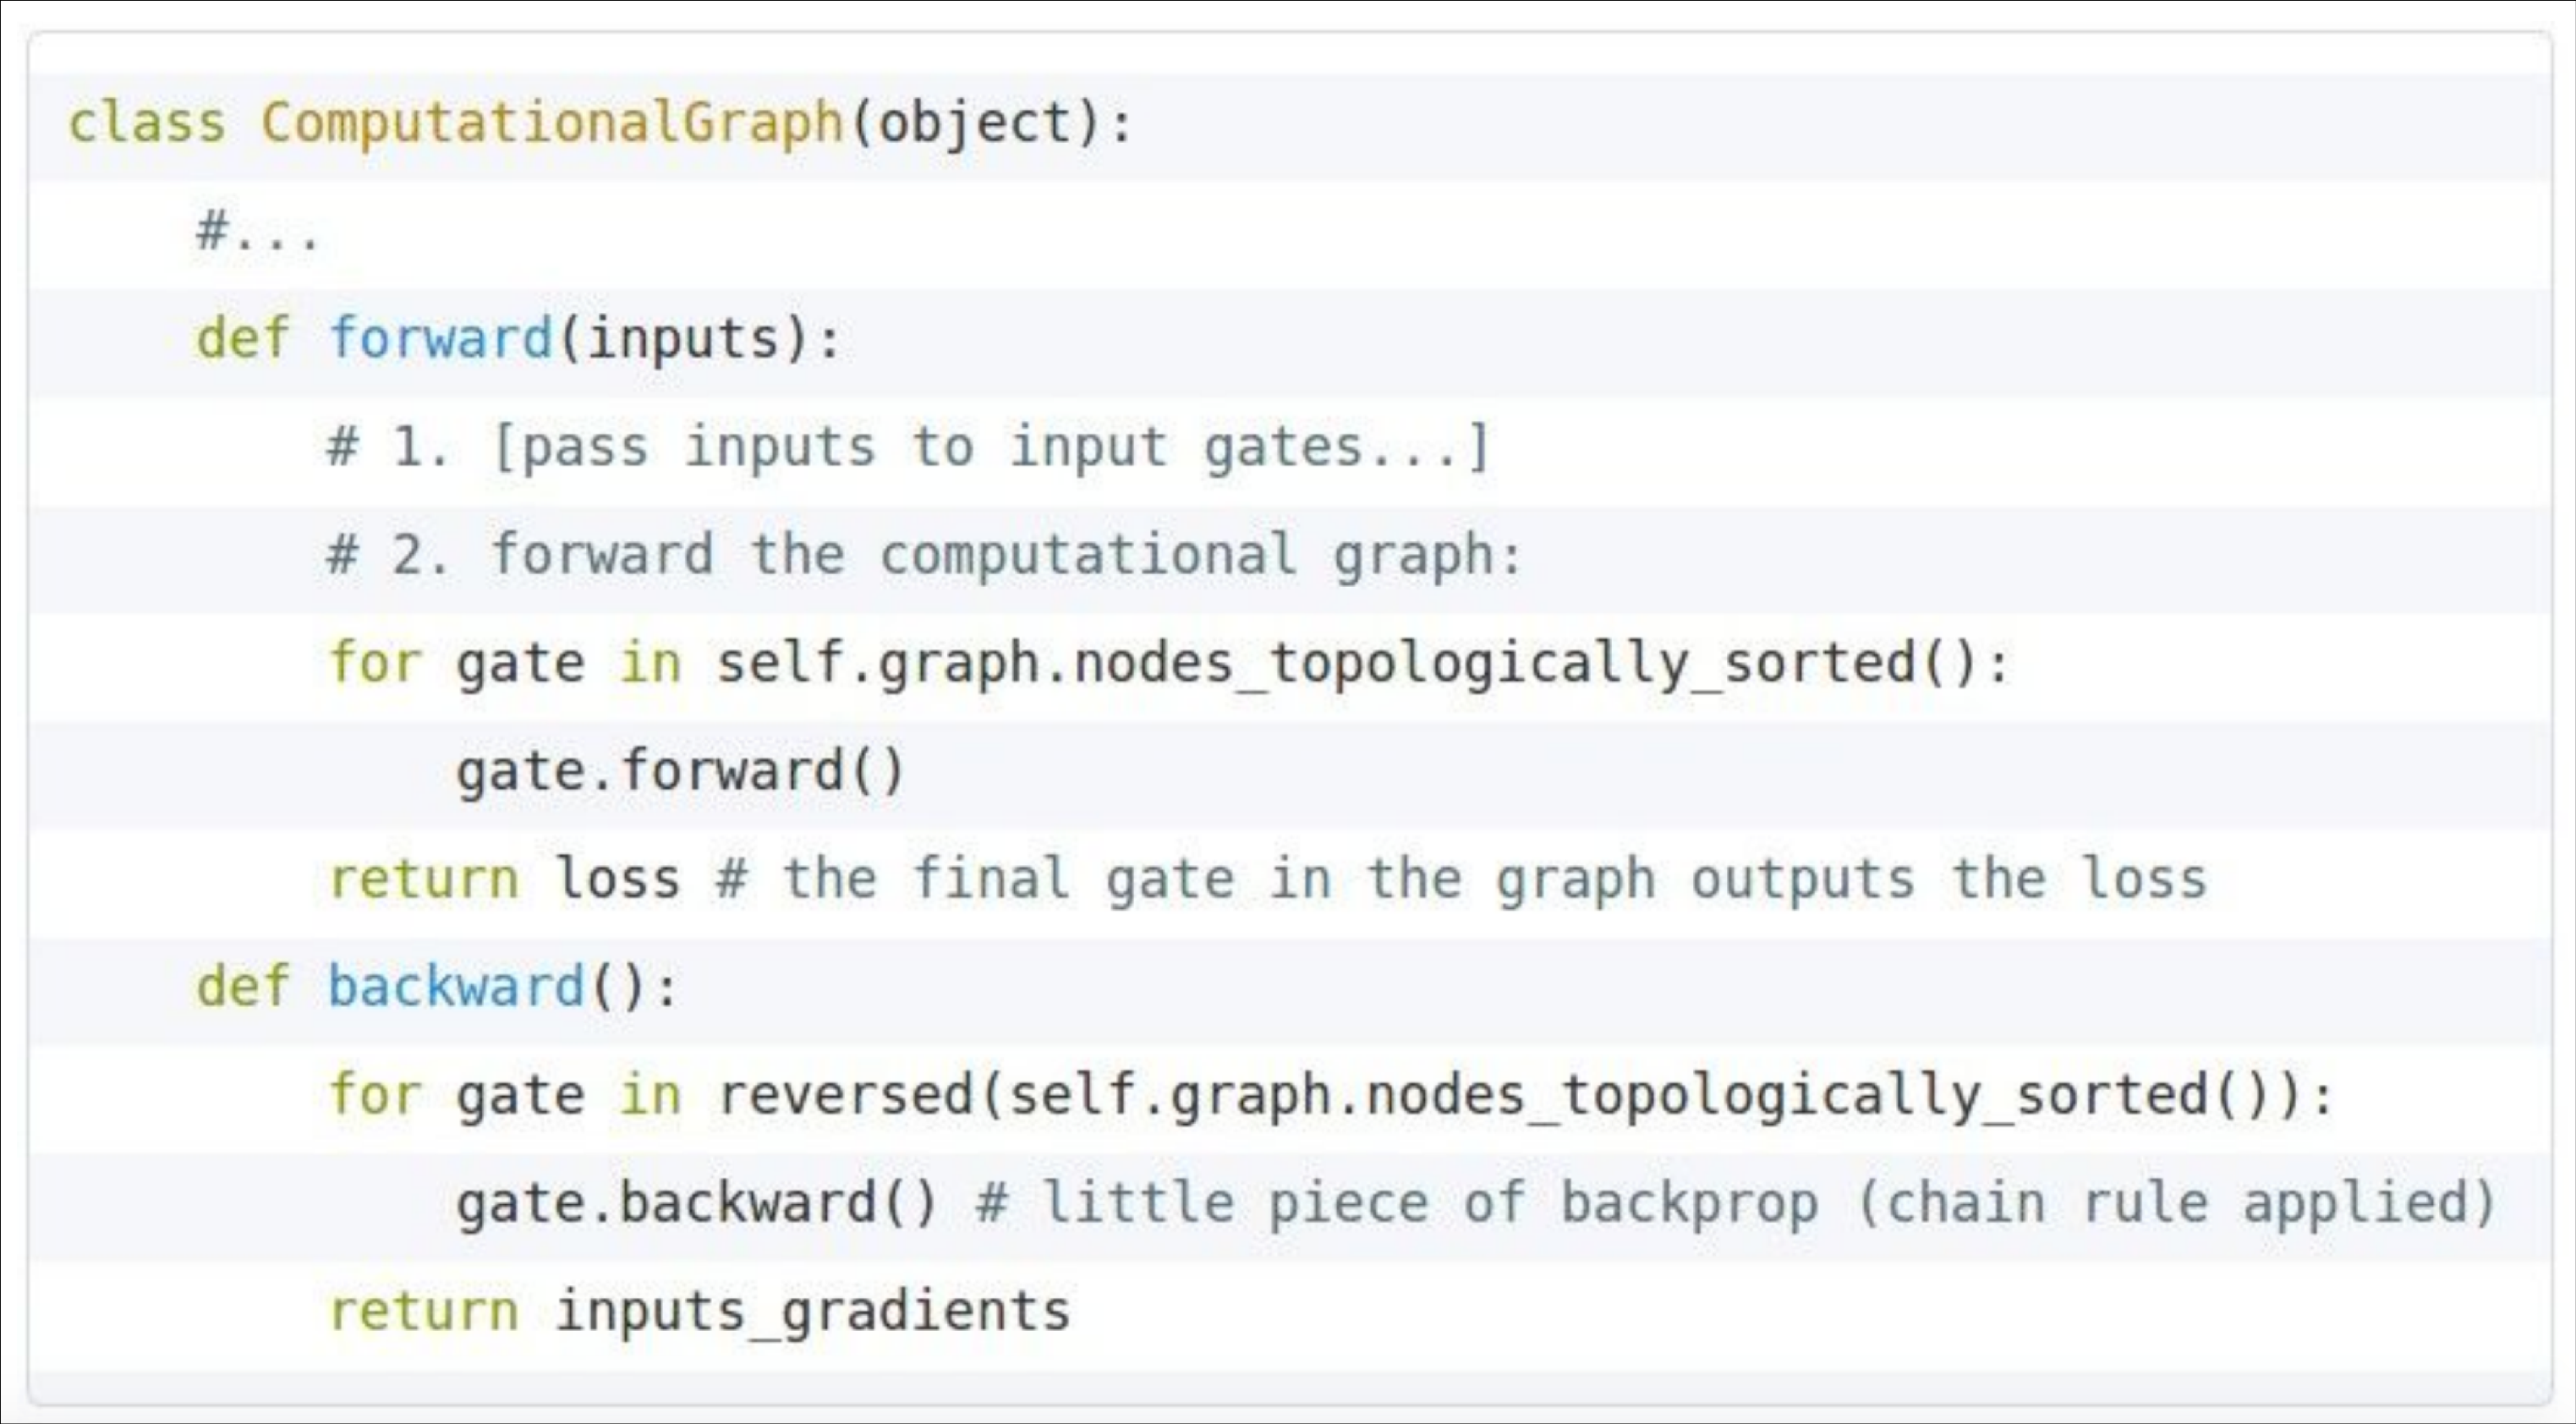 class ComputationalGraph(object):
    #...
    def forward(inputs):
        # 1. [pass inputs to input gates...]
        # 2. forward the computational graph:
        for gate in self.graph.nodes_topologically_sorted():
            gate.forward()
        return loss # the final gate in the graph outputs the loss
    def backward():
        for gate in reversed(self.graph.nodes_topologically_sorted()):
            gate.backward() # little piece of backprop (chain rule applied)
        return inputs_gradients